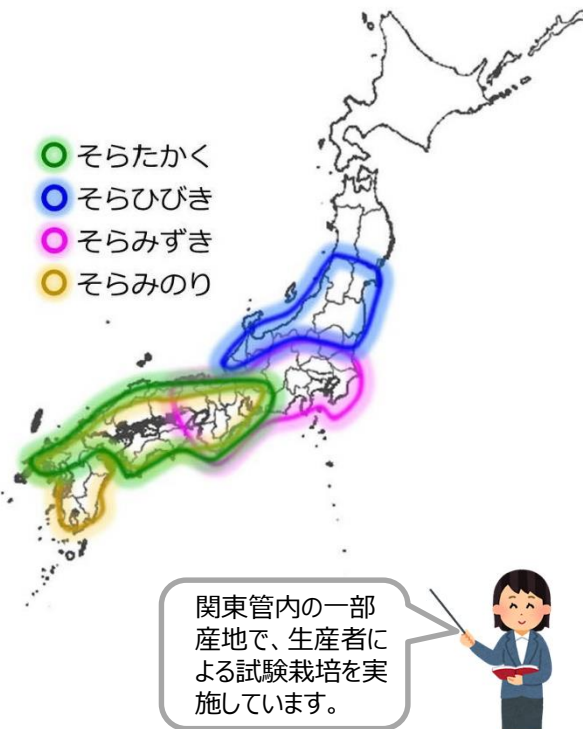 そらたかく
そらひびき
そらみずき
そらみのり
関東管内の一部
産地で、生産者に
よる試験栽培を実
施しています。